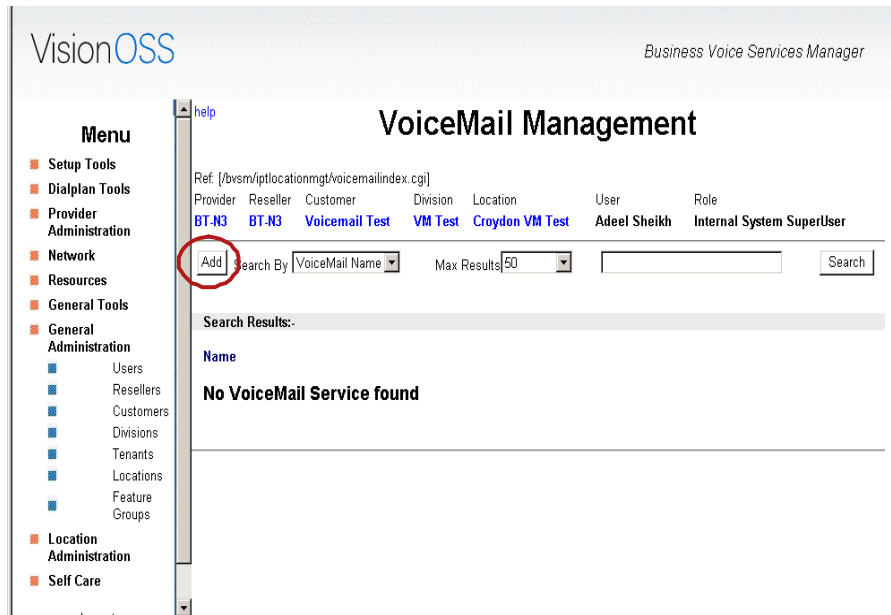 VisionOSS
Business Voice Services Manager
Menu
Setup Tools
Dialplan Tools
Provider
Administration
Network
Resources
General Tools
General
Administration
Users
Resellers
Customers
Divisions
Tenants
Locations
Feature
Groups
Location
Administration
Self Care
help
VoiceMail Management
Ref: [/bvsm/iptlocationmgt/voicemailindex.cgi]
Provider Reseller Customer Division Location User Role
BT-N3 BT-N3 Voicemail Test VM Test Croydon VM Test Adeel Sheikh Internal System SuperUser
Add Search By VoiceMail Name Max Results 50 Search
Search Results:-
Name
No VoiceMail Service found